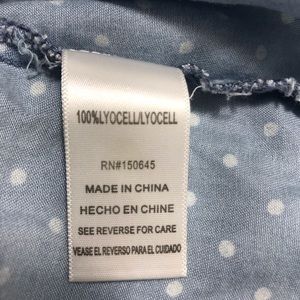 100%LYOCELL/LYOCELL
RN#150645
MADE IN CHINA
HECHO EN CHINE
SEE REVERSE FOR CARE
VEASE EL REVERSO PARA EL CUIDADO